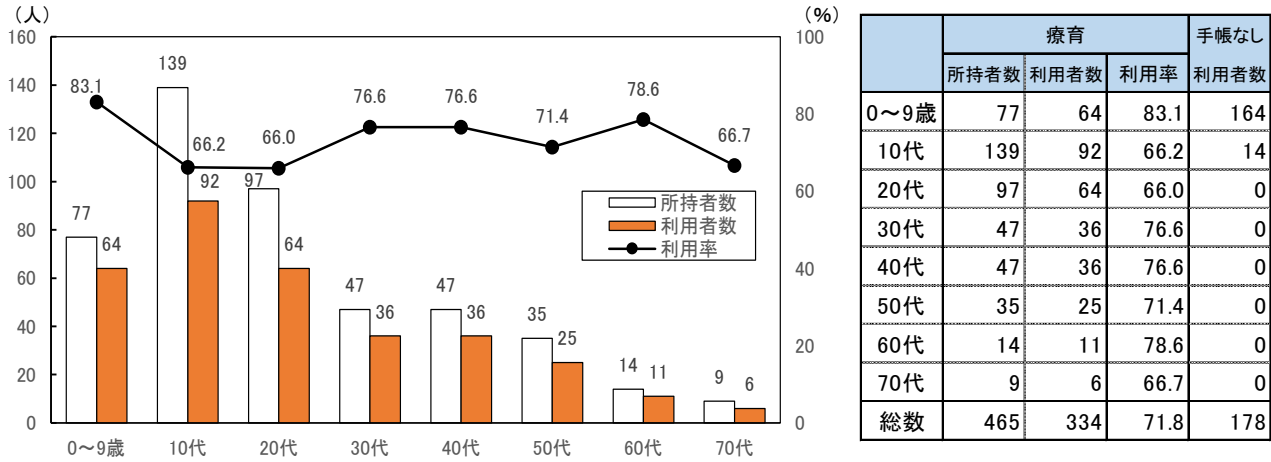 （人）
（%）
160
140
120
100
80
60
40
20
0
100
80
60
40
20
0
83.1
66.2
66.0
76.6
76.6
71.4
78.6
66.7
77
64
139
92
97
64
47
36
47
36
35
25
14
11
9
6
所持者数
利用者数
利用率
0～9歳 10代 20代 30代 40代 50代 60代 70代
療育 手帳なし
所持者数 利用者数 利用率 利用者数
0～9歳 77 64 83.1 164
10代 139 92 66.2 14
20代 97 64 66.0 0
30代 47 36 76.6 0
40代 47 36 76.6 0
50代 35 25 71.4 0
60代 14 11 78.6 0
70代 9 6 66.7 0
総数 465 334 71.8 178